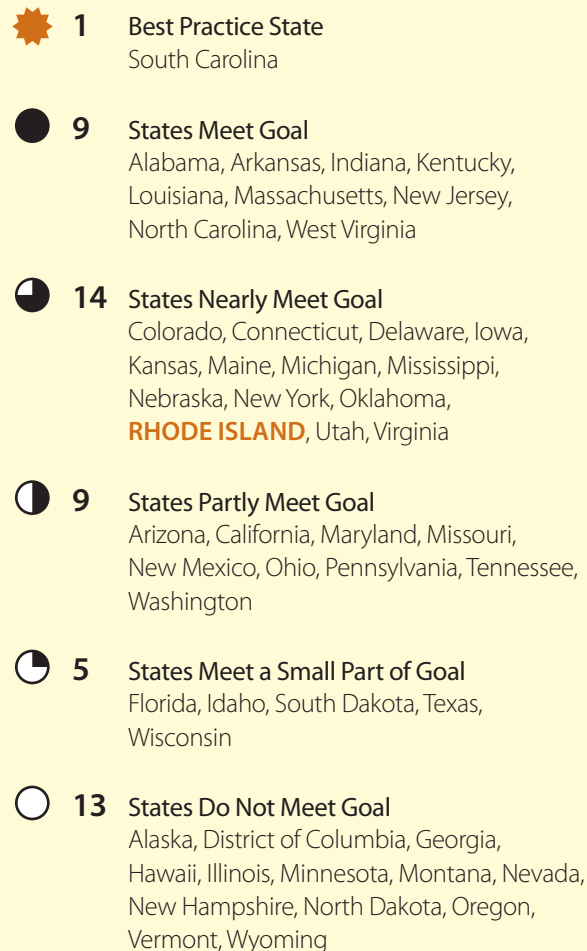 1 Best Practice State
South Carolina
9 States Meet Goal
Alabama, Arkansas, Indiana, Kentucky,
Louisiana, Massachusetts, New Jersey,
North Carolina, West Virginia
14 States Nearly Meet Goal
Colorado, Connecticut, Delaware, Iowa,
Kansas, Maine, Michigan, Mississippi,
Nebraska, New York, Oklahoma,
RHODE ISLAND, Utah, Virginia
9 States Partly Meet Goal
Arizona, California, Maryland, Missouri,
New Mexico, Ohio, Pennsylvania, Tennessee,
Washington
5 States Meet a Small Part of Goal
Florida, Idaho, South Dakota, Texas,
Wisconsin
13 States Do Not Meet Goal
Alaska, District of Columbia, Georgia,
Hawaii, Illinois, Minnesota, Montana, Nevada,
New Hampshire, North Dakota, Oregon,
Vermont, Wyoming